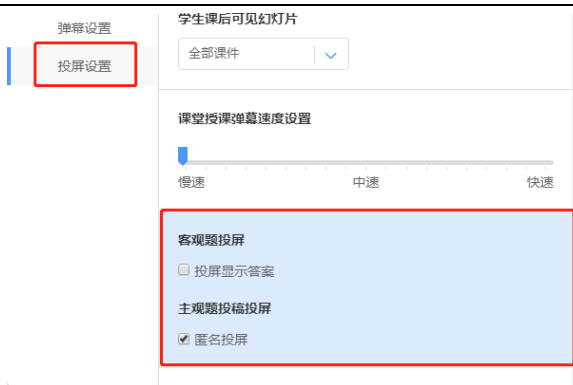 弹幕设置
投屏设置
学生课后可见幻灯片
全部课件
课堂授课弹幕速度设置
慢速 中速 快速
客观题投屏
投屏显示答案
主观题投稿投屏
匿名投屏